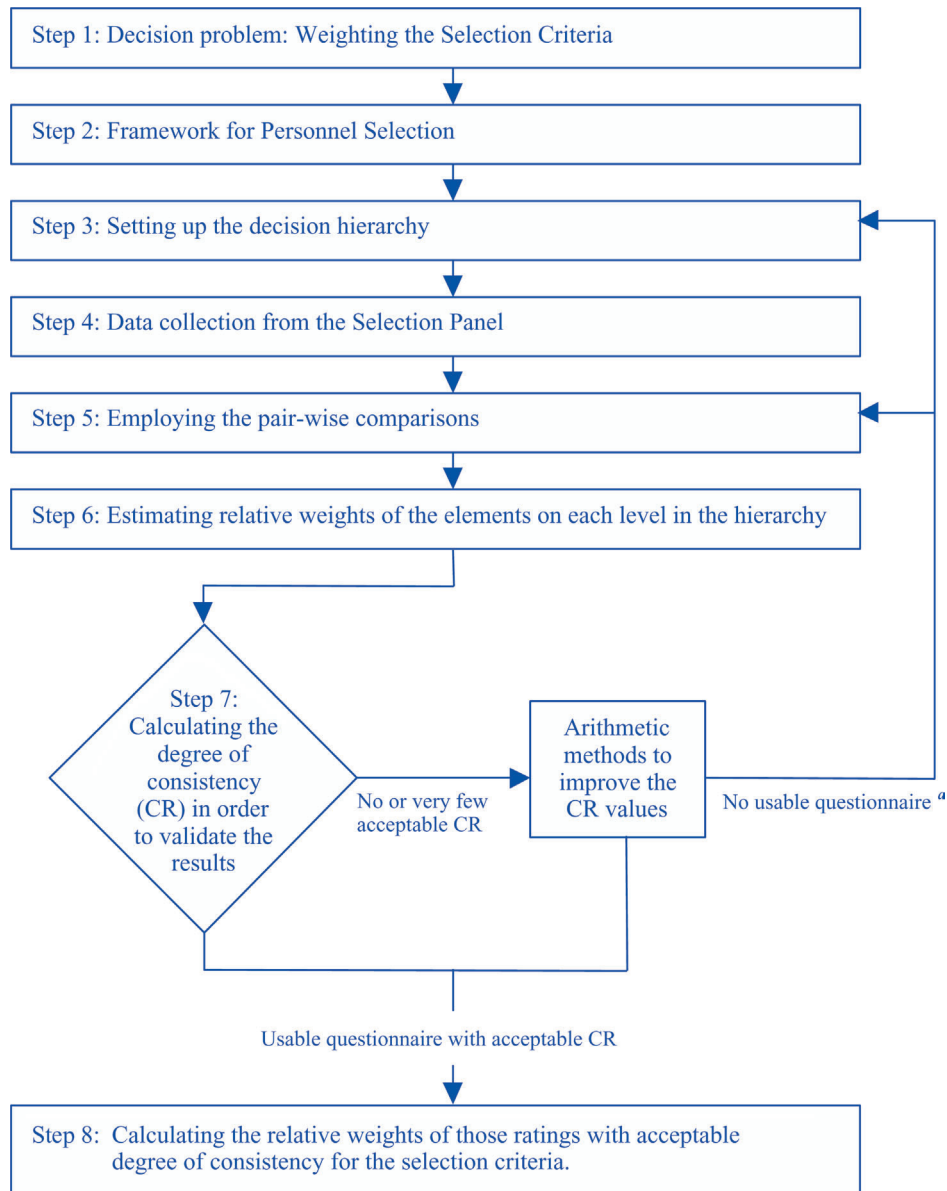 Step 1: Decision problem: Weighting the Selection Criteria
Step 2: Framework for Personnel Selection
Step 3: Setting up the decision hierarchy
Step 4: Data collection from the Selection Panel
Step 5: Employing the pair-wise comparisons
Step 6: Estimating relative weights of the elements on each level in the hierarchy
Step 7:
Calculating the
degree of
consistency
(CR) in order
to validate the
results
No or very few
acceptable CR
Arithmetic
methods to
improve the
CR values
No usable questionnaire a
Usable questionnaire with acceptable CR
Step 8: Calculating the relative weights of those ratings with acceptable
degree of consistency for the selection criteria.